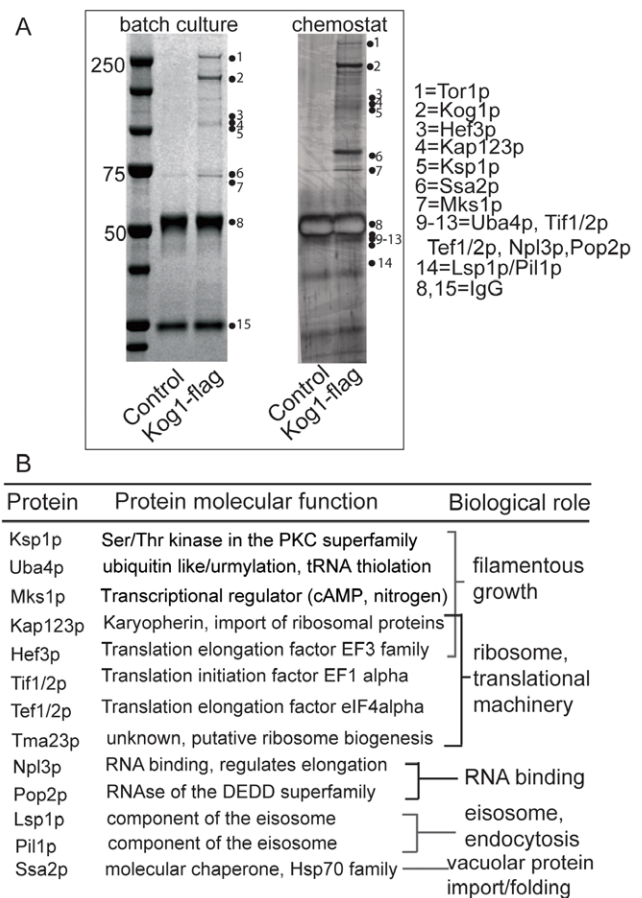 A
batch culture
chemostat
250
75
50
1
2
3
4
5
6
7
8
15
1
2
3
4
5
6
7
8
9-13
14
Control
Kog1-flag
Control
Kog1-flag
1=Tor1p
2=Kog1p
3=Hef3p
4=Kap123p
5=Ksp1p
6=Ssa2p
7=Mks1p
9-13=Uba4p, Tif1/2p
Tef1/2p, Npl3p,Pop2p
14=Lsp1p/Pil1p
8,15=IgG
B
Protein Protein molecular function Biological role
Ksp1p Ser/Thr kinase in the PKC superfamily
Uba4p ubiquitin like/urmylation, tRNA thiolation
Mks1p Transcriptional regulator (cAMP, nitrogen)
Kap123p Karyopherin, import of ribosomal proteins
Hef3p Translation elongation factor EF3 family
Tif1/2p Translation initiation factor EF1 alpha
Tef1/2p Translation elongation factor eIF4alpha
Tma23p unknown, putative ribosome biogenesis
Npl3p RNA binding, regulates elongation
Pop2p RNAse of the DEDD superfamily
Lsp1p component of the eisosome
Pil1p component of the eisosome
Ssa2p molecular chaperone, Hsp70 family
filamentous
growth
ribosome,
translational
machinery
RNA binding
eisosome,
endocytosis
vacuolar protein
import/folding